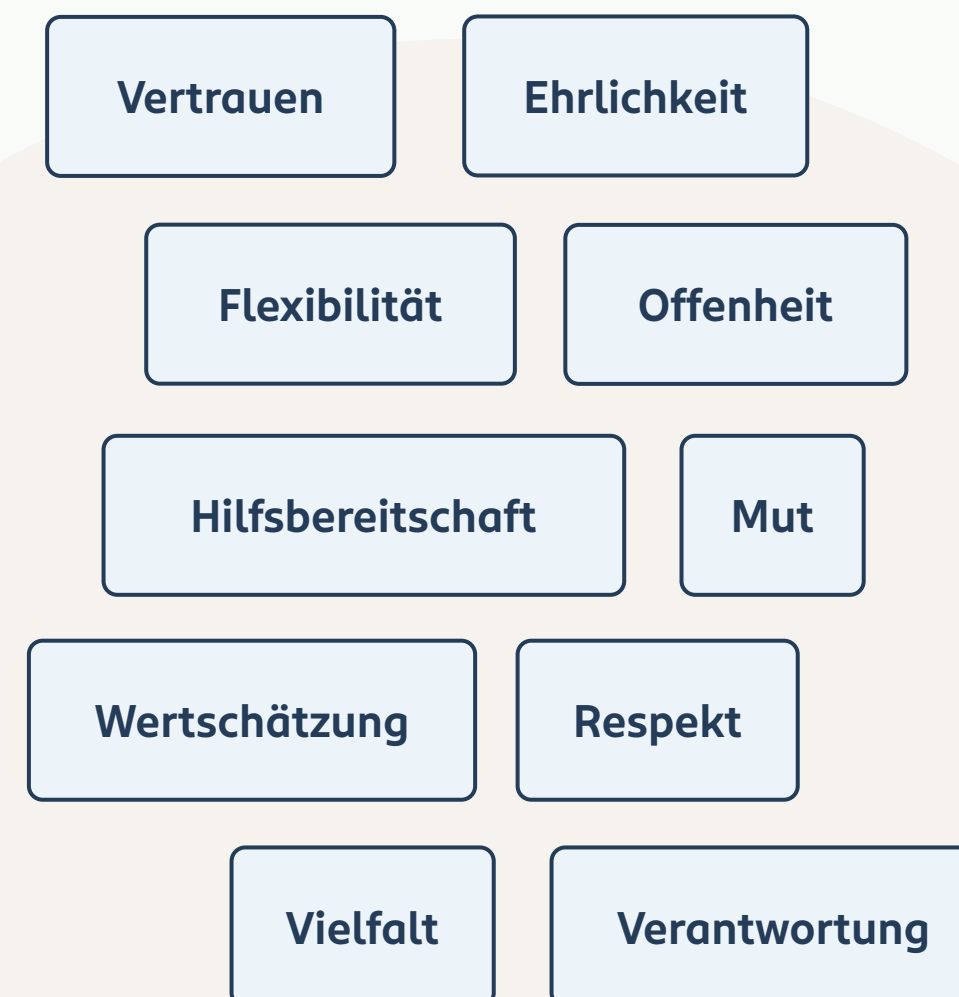 Vertrauen
Ehrlichkeit
Flexibilität
Offenheit
Hilfsbereitschaft
Mut
Wertschätzung
Respekt
Vielfalt
Verantwortung